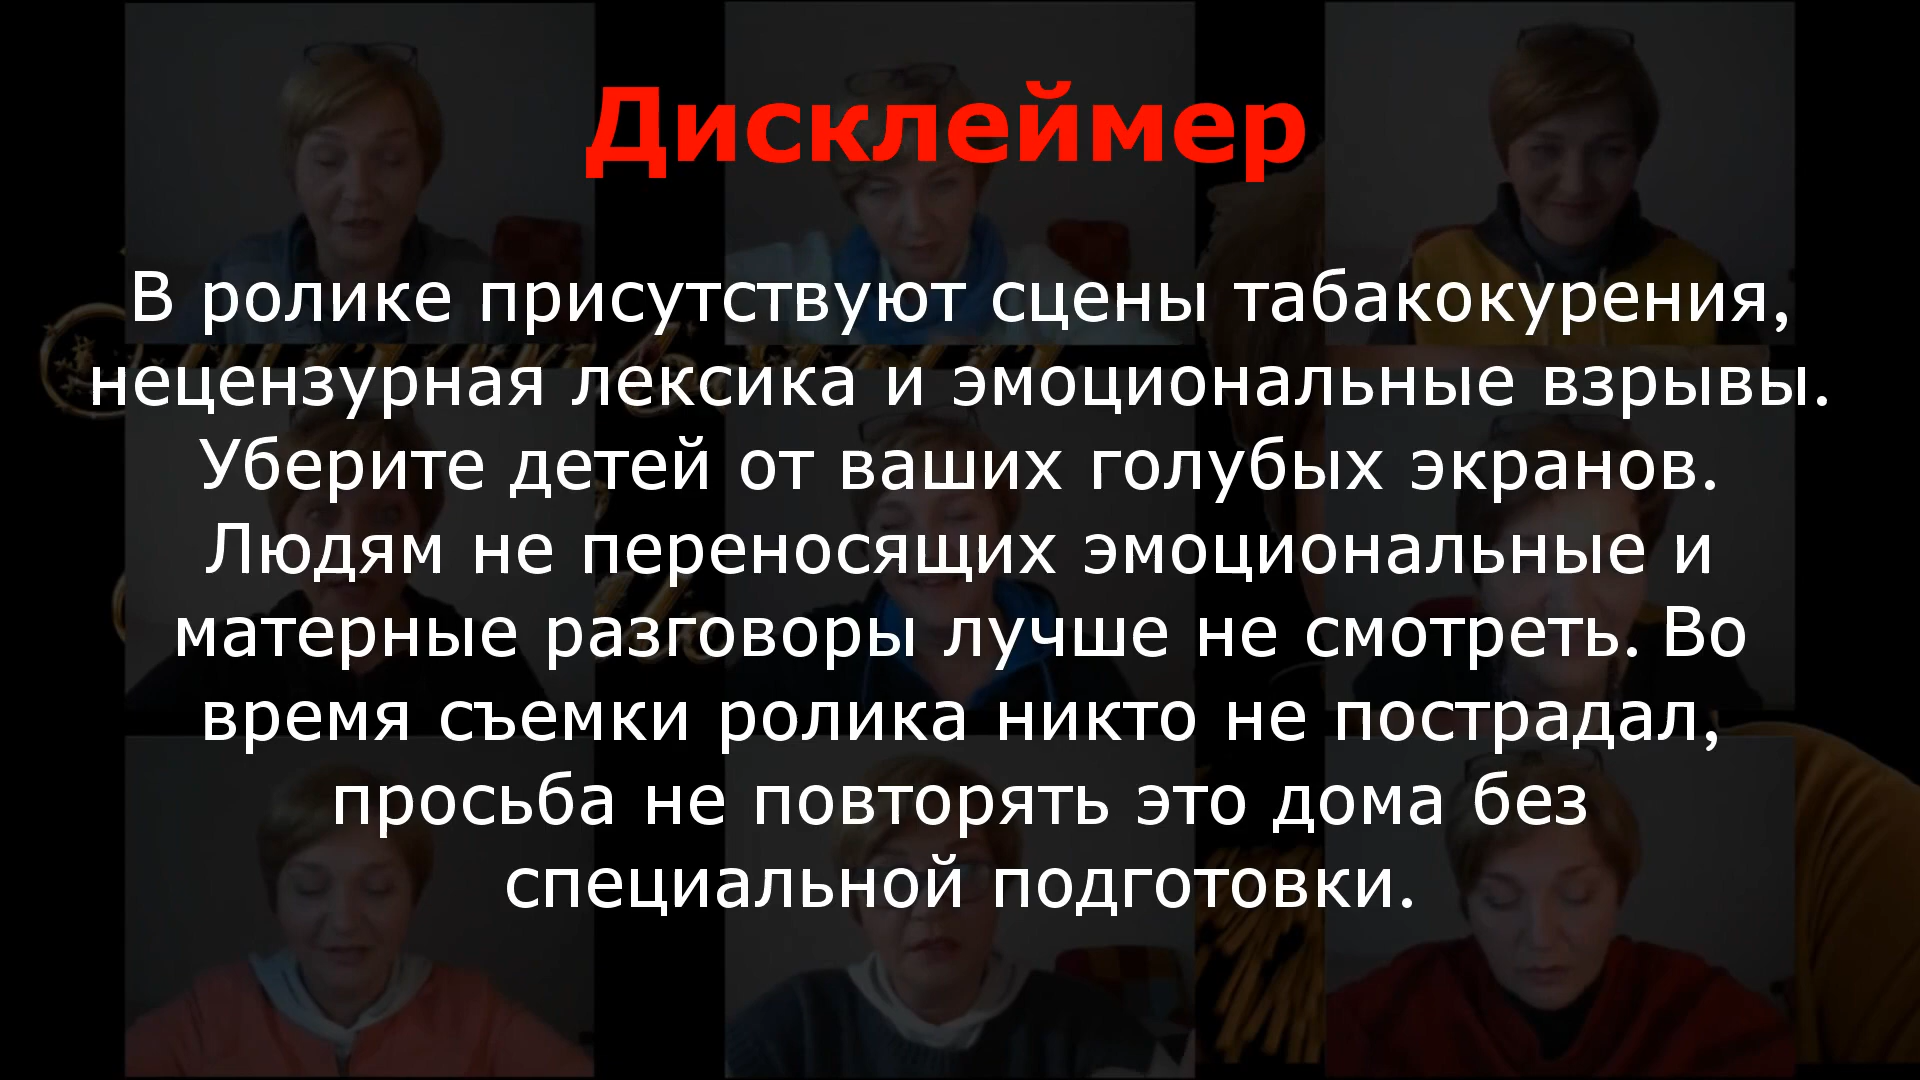 Дисклеймер
В ролике присутствуют сцены табакокурения,
нецензурная лексика и эмоциональные взрывы.
Уберите детей от ваших голубых экранов.
Людям не переносящих эмоциональные и
матерные разговоры лучше не смотреть. Во
время съемки ролика никто не пострадал,
просьба не повторять это дома без
специальной подготовки.